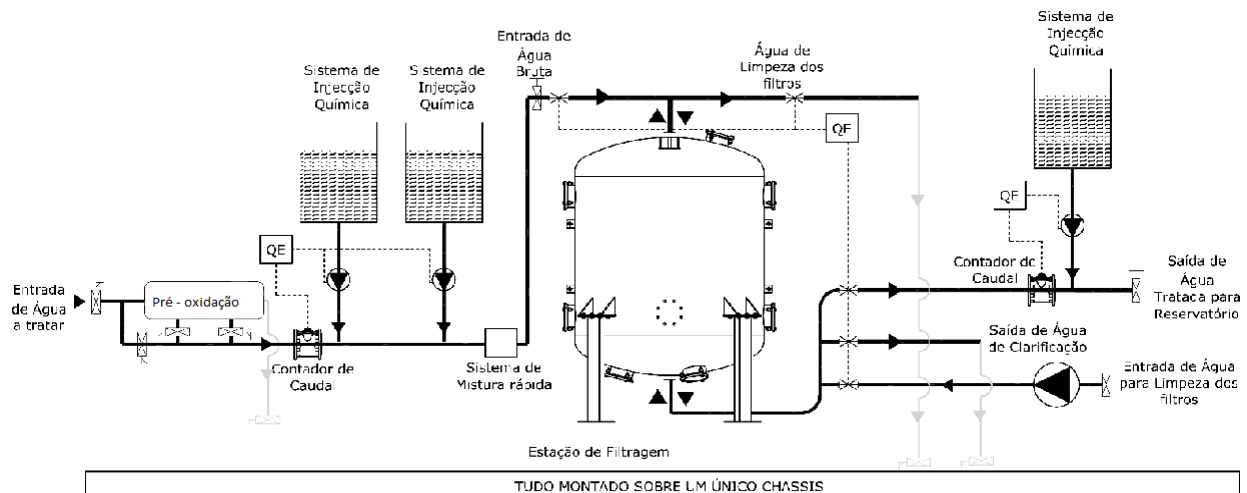 Sistema de
Injecção
Química
Entrada de
Água
Bruta
Água de
Limpeza dos
filtros
Sistema de
Injecção
Química
Sistema de
Injecção
Química
QF
QF
QE
Contador de
Caudal
Saída de
Água
Trataca para
Reservatório
Entrada
de Água
a tratar
Pré - oxidação
Contador de
Caudal
Sistema de
Mistura rápida
Saída de Água
de Clarificação
Entrada de Água
para Limpeza dos
filtros
Estação de Filtragem
TUDO MONTADO SOBRE UM ÚNICO CHASSIS